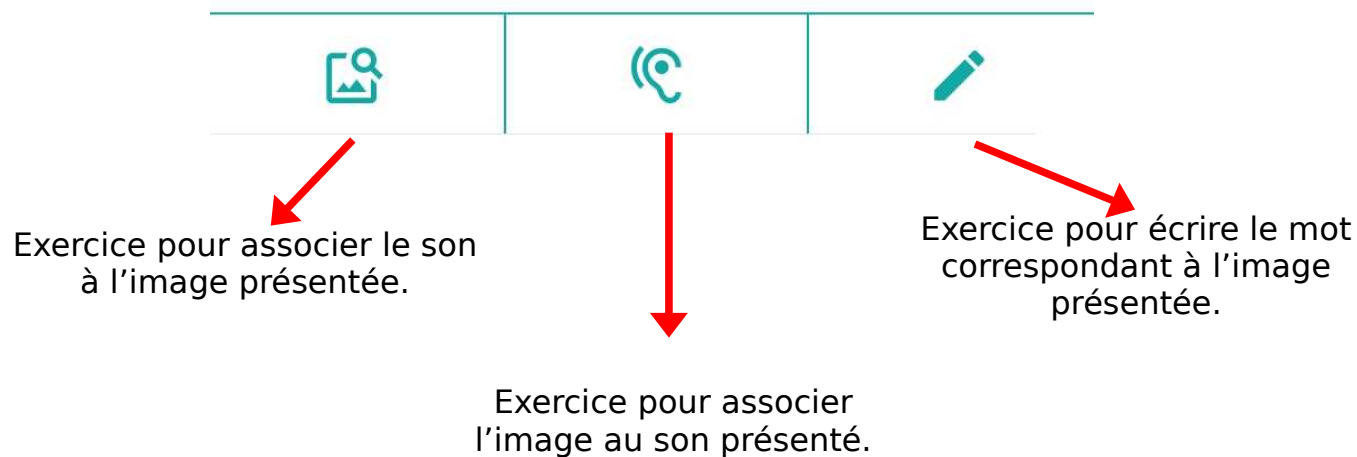 Exercice pour associer le son
à l’image présentée.
Exercice pour associer
l’image au son présenté.
Exercice pour écrire le mot
correspondant à l’image
présentée.